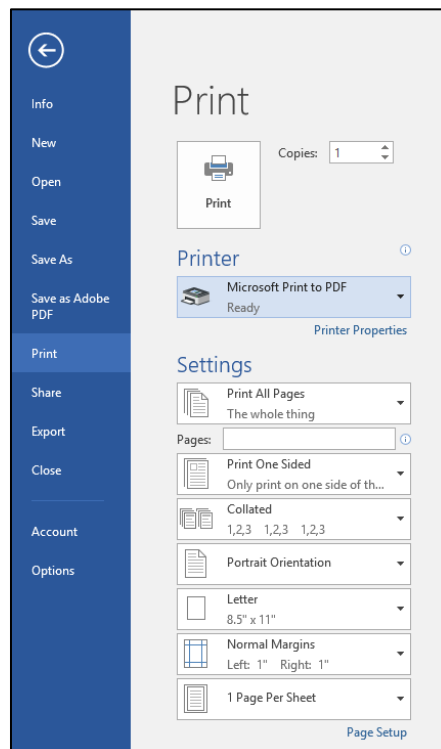 Info
New
Open
Save
Save As
Save as Adobe
PDF
Print
Share
Export
Close
Account
Options
Print
Copies: 1
Print
Printer
Microsoft Print to PDF
Ready
Printer Properties
Settings
Print All Pages
The whole thing
Pages:
Print One Sided
Only print on one side of th...
Collated
1,2,3 1,2,3 1,2,3
Portrait Orientation
Letter
8.5" x 11"
Normal Margins
Left: 1" Right: 1"
1 Page Per Sheet
Page Setup